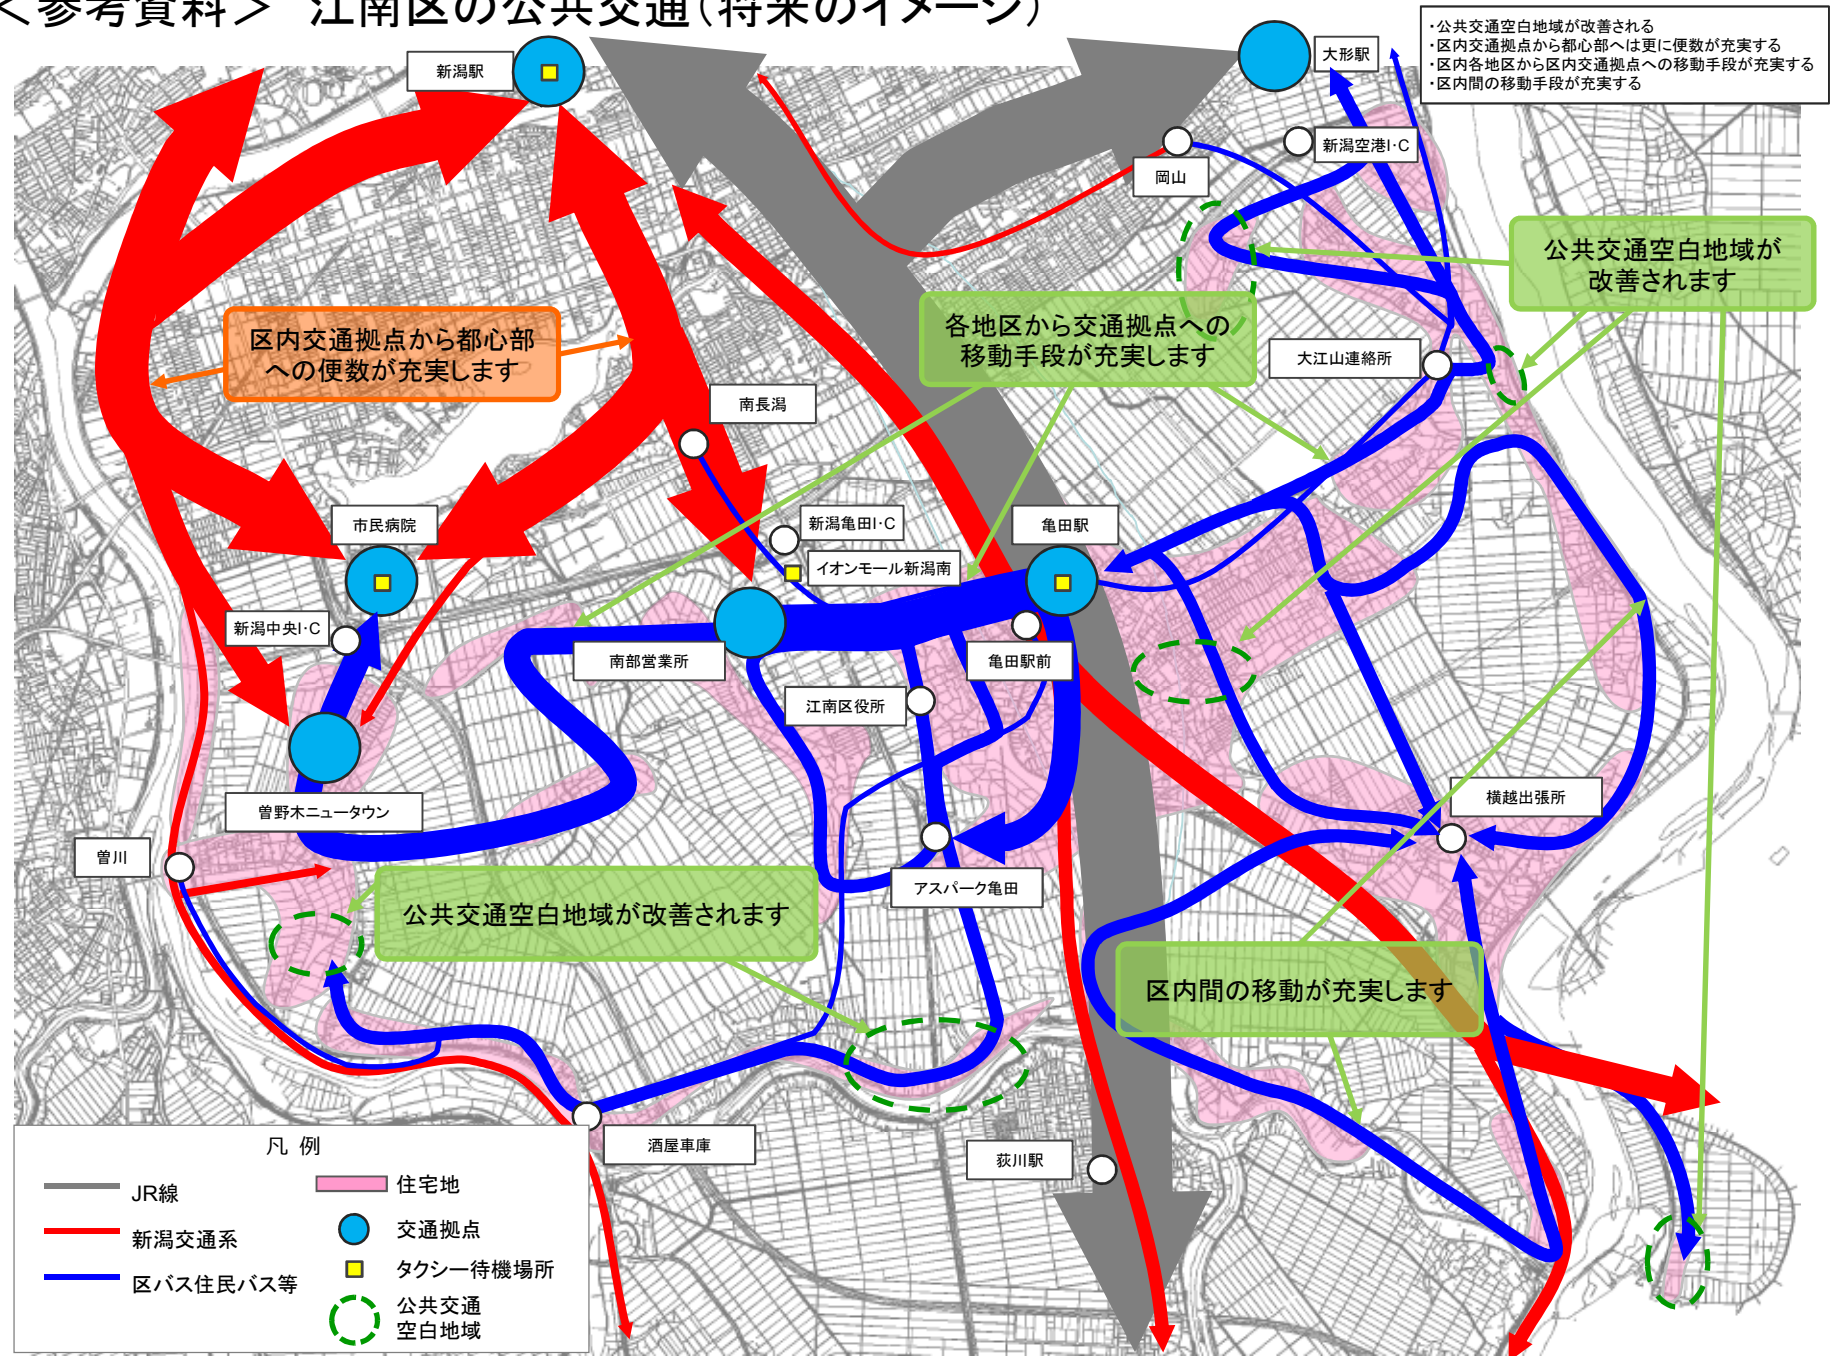 ＜参考資料＞ 江南区の公共交通（将来のイメージ）
・公共交通空白地域が改善される
・区内交通拠点から都心部へは更に便数が充実する
・区内各地区から区内交通拠点への移動手段が充実する
・区内間の移動手段が充実する
新潟駅
大形駅
新潟空港I・C
岡山
公共交通空白地域が
改善されます
区内交通拠点から都心部
への便数が充実します
各地区から交通拠点への
移動手段が充実します
大江山連絡所
南長潟
市民病院
新潟亀田I・C
亀田駅
イオンモール新潟南
新潟中央I・C
南部営業所
亀田駅前
江南区役所
曽野木ニュータウン
横越出張所
曽川
アスパーク亀田
公共交通空白地域が改善されます
区内間の移動が充実します
酒屋車庫
荻川駅
凡 例
JR線
新潟交通系
区バス住民バス等
住宅地
交通拠点
タクシー待機場所
公共交通
空白地域